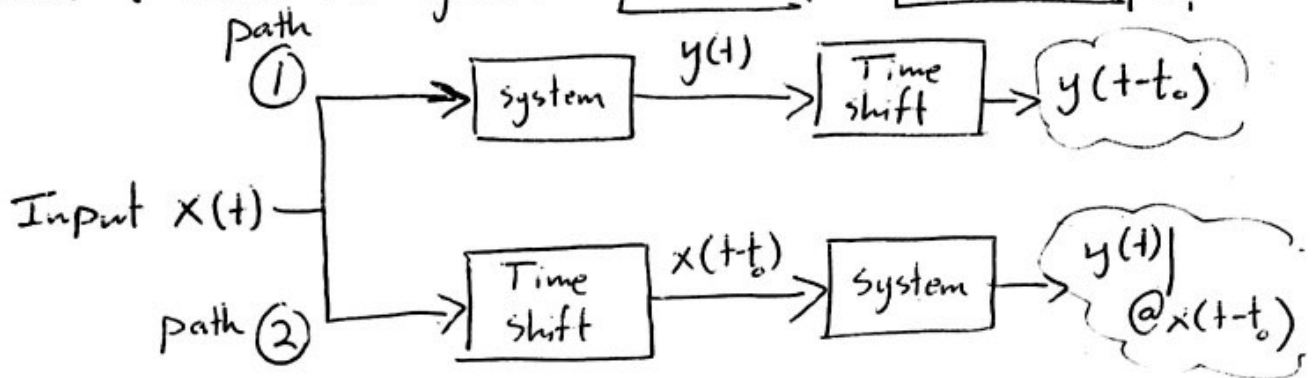 path
①
system
y(t)
Time
shift
y(t-t₀)
Input x(t)
path ②
Time
shift
x(t-t₀)
system
y(t)|
@x(t-t₀)